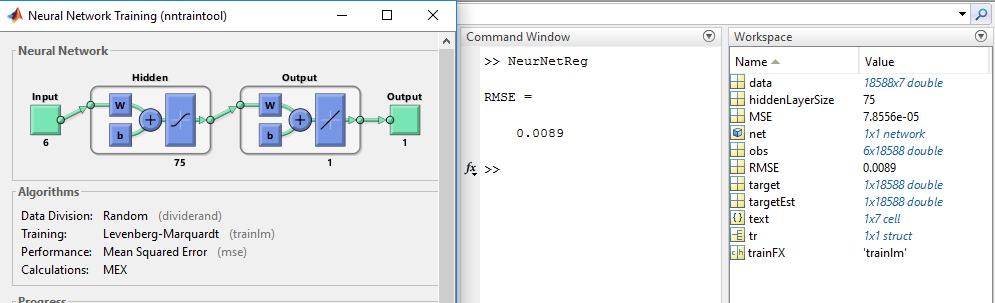 Neural Network Training (nntraintool)
Neural Network
Hidden Output
Input Output
W W
b b
6 1
75 1
Algorithms
Data Division: Random (dividerand)
Training: Levenberg-Marquardt (trainlm)
Performance: Mean Squared Error (mse)
Calculations: MEX
Progress
Command Window
>> NeurNetReg
RMSE =
0.0089
fx >>
Workspace
Name Value
data 18588x7 double
hiddenLayerSize 75
MSE 7.8556e-05
net 1x1 network
obs 6x18588 double
RMSE 0.0089
target 1x18588 double
targetEst 1x18588 double
text 1x7 cell
tr 1x1 struct
trainFX 'trainlm'